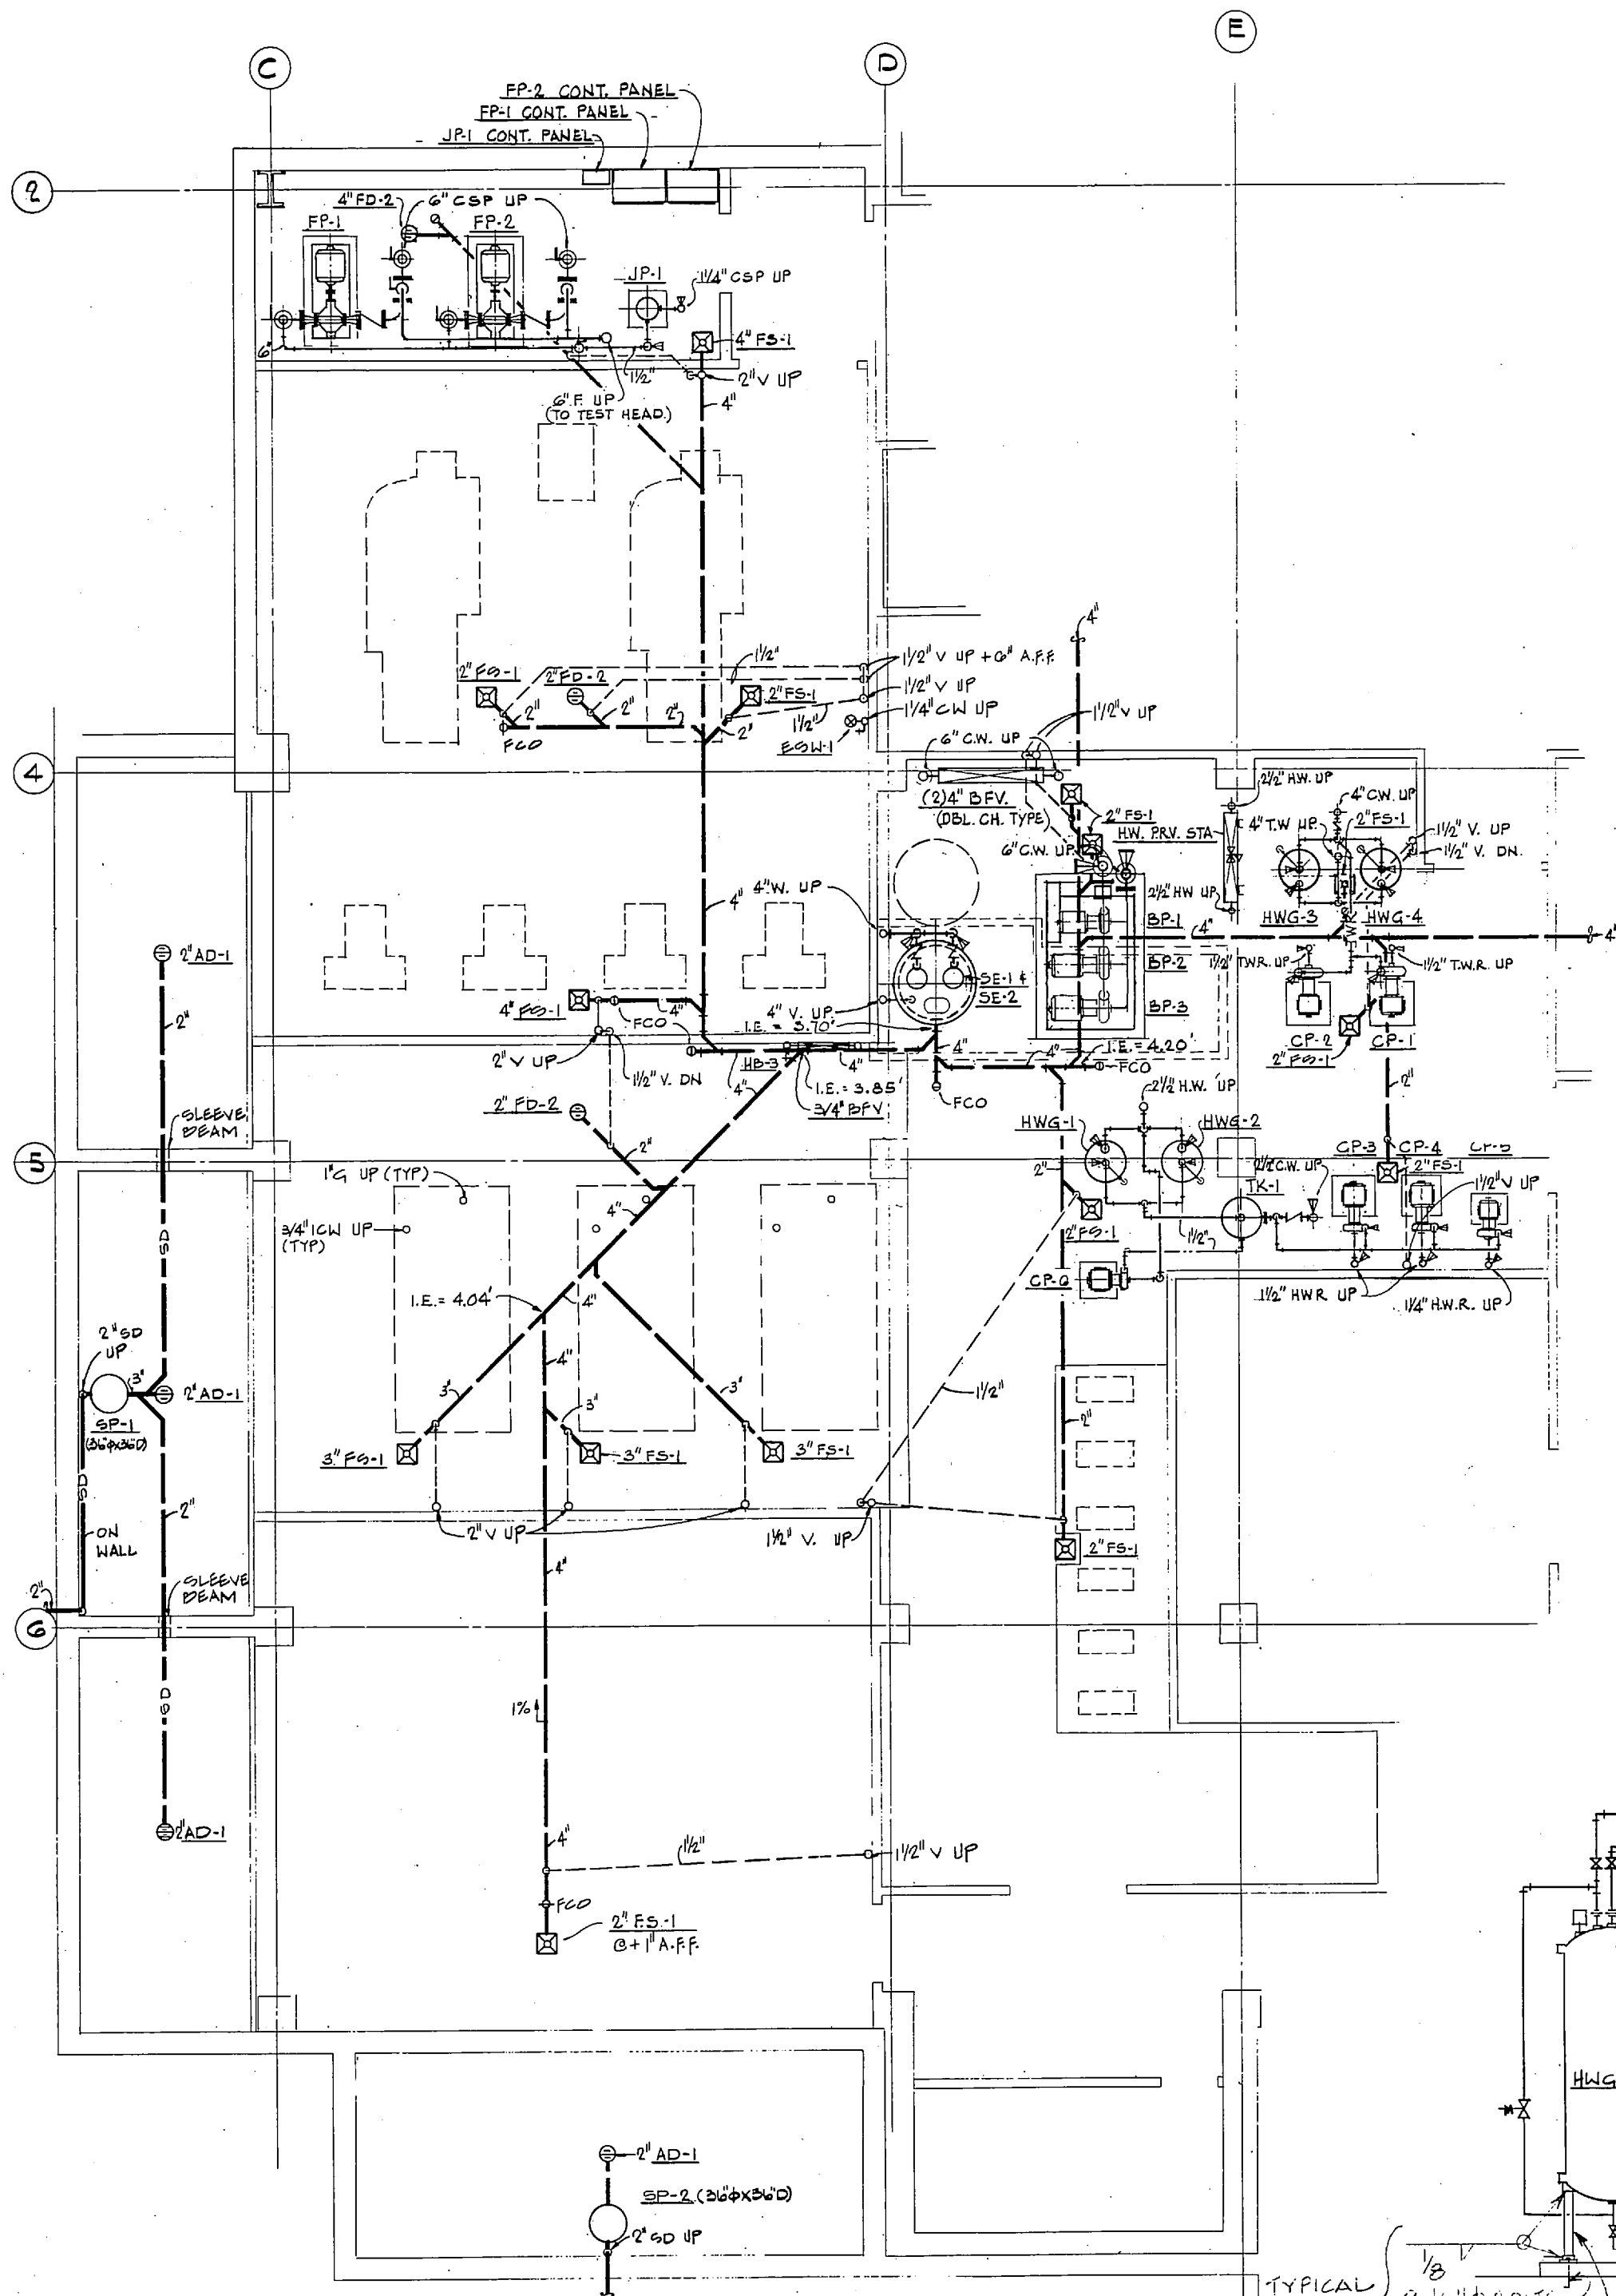 E
C
D
FP-2 CONT. PANEL
FP-1 CONT. PANEL
JP-1 CONT. PANEL
2
4" FD-2
6" CSP UP
FP-1
FP-2
JP-1
1 1/4" CSP UP
6"
4" FS-1
1 1/2"
2" V UP
6" F. UP
(TO TEST HEAD.)
4"
4"
1 1/2"
1 1/2" V UP + 6" A.F.F.
2" FS-1
2" FD-2
2" FS-1
1 1/2" V UP
2"
2"
2"
2"
1 1/2"
1 1/4" CW UP
FCO
ESW-1
1 1/2" V UP
6" C.W. UP
4
2 1/2" H.W. UP
(2) 4" BFV.
(DBL. CH. TYPE)
2" FS-1
H.W. PRV. STA
4" C.W. UP
4" T.W UP
2" FS-1
1 1/2" V. UP
1 1/2" V. DN.
6" C.W. UP
4" W. UP
2 1/2" HW UP
4"
BP-1
HWG-3
HWG-4
4"
4"
2" AD-1
BP-2
1 1/2" T.W.R. UP
1 1/2" T.W.R. UP
SE-1 &
SE-2
BP-3
2"
4" FS-1
4"
FCO
4" V. UP
I.E. = 3.70'
CP-2
CP-1
2" FS-1
2" V UP
1 1/2" V. DN
HB-3
4"
4"
4"
4"
I.E. = 4.20'
FCO
I.E. = 3.85'
3/4" BFV
FCO
2"
SLEEVE
BEAM
2" FD-2
2 1/2 H.W. UP
HWG-1
HWG-2
5
1" G UP (TYP)
2"
2"
2 1/2 C.W. UP
CP-3
CP-4
CP-5
2" FS-1
1 1/2" V UP
TK-1
3/4" ICW UP
(TYP)
4"
SD
2" FS-1
1 1/2"
I.E. = 4.04'
4"
1 1/2" HWR UP
1 1/4" H.W.R. UP
2" SD
UP
4"
3"
2" AD-1
SP-1
(36"ϕX36"D)
3"
3"
3"
1 1/2"
2"
3" FS-1
3" FS-1
3" FS-1
SD
2"
ON
WALL
2" V UP
1 1/2" V. UP
2" FS-1
4"
SLEEVE
BEAM
2"
6
SD
1%
2" AD-1
4"
1 1/2"
1 1/2" V UP
FCO
2" F.S.-1
@ + 1" A.F.F.
HWG
2" AD-1
SP-2 (36"ϕX36"D)
2" SD UP
TYPICAL
1/8